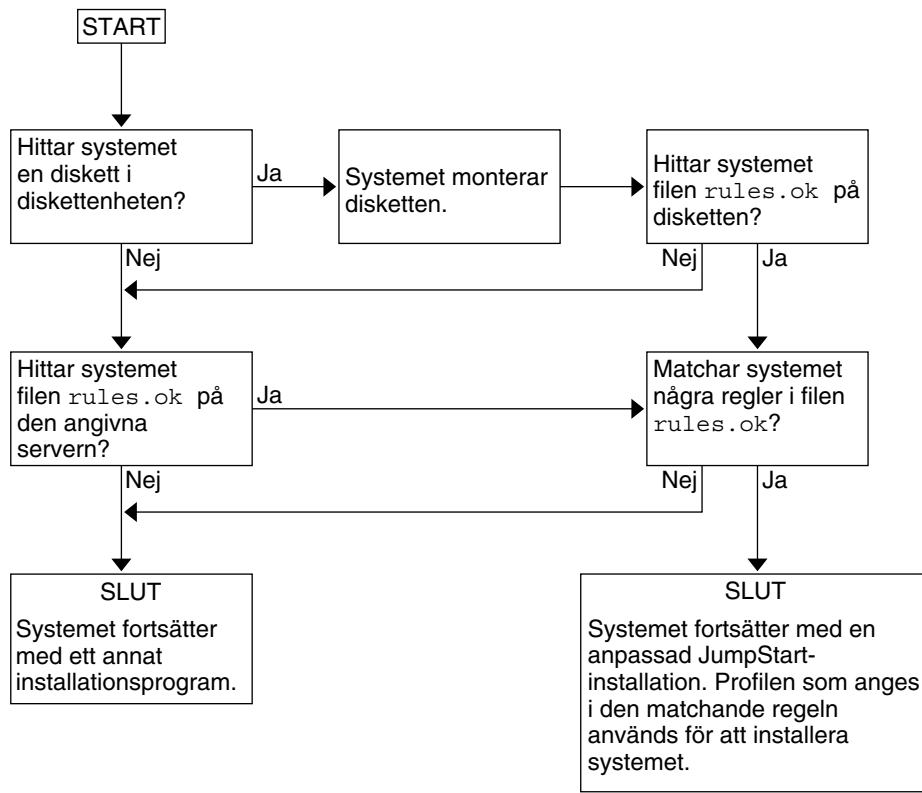 START
Hittar systemet
en diskett i
diskettenheten?
Ja
Systemet monterar
disketten.
Hittar systemet
filen rules.ok på
disketten?
Nej
Nej
Ja
Hittar systemet
filen rules.ok på
den angivna
servern?
Ja
Matchar systemet
några regler i filen
rules.ok?
Nej
Nej
Ja
SLUT
Systemet fortsätter
med ett annat
installationsprogram.
SLUT
Systemet fortsätter med en
anpassad JumpStart-
installation. Profilen som anges
i den matchande regeln
används för att installera
systemet.